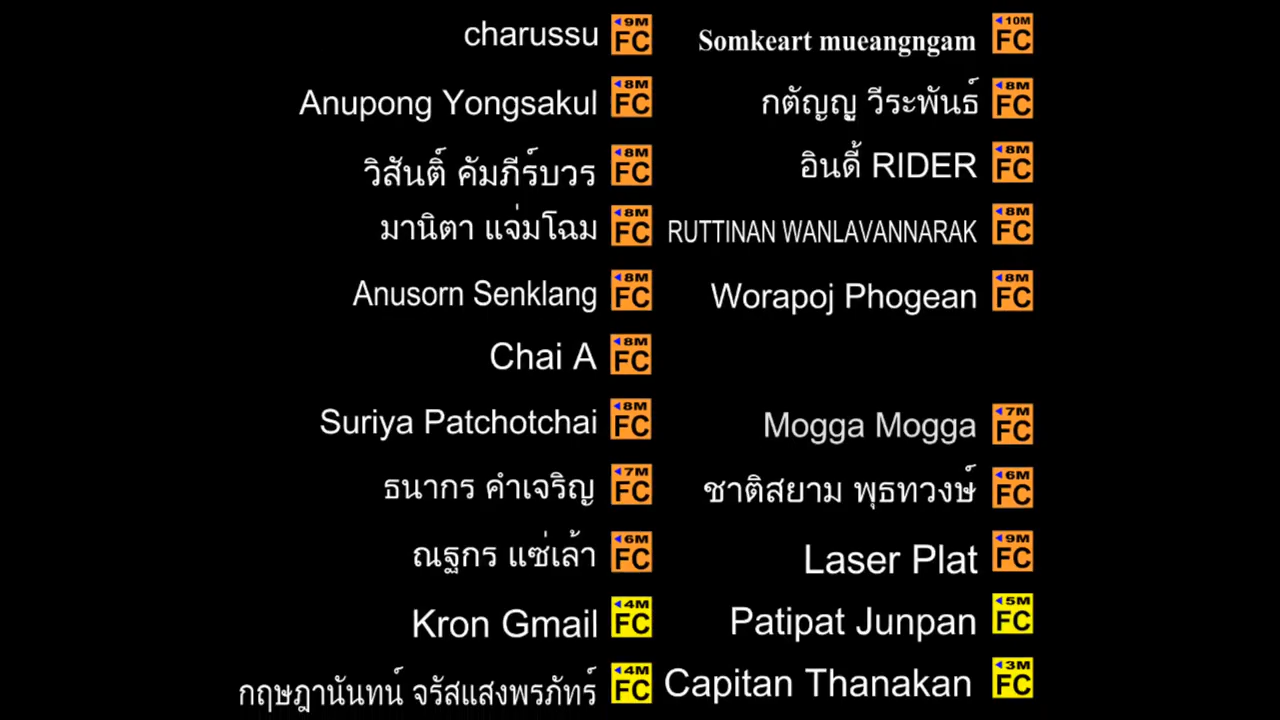 charussu ◄9M FC Somkeart mueangngam ◄10M FC
Anupong Yongsakul ◄8M FC กตัญญู วีระพันธ์ ◄8M FC
วิสันติ์ คัมภีร์บวร ◄8M FC อินดี้ RIDER ◄8M FC
มานิตา แจ่มโฉม ◄8M FC RUTTINAN WANLAVANNARAK ◄8M FC
Anusorn Senklang ◄8M FC Worapoj Phogean ◄8M FC
Chai A ◄8M FC
Suriya Patchotchai ◄8M FC Mogga Mogga ◄7M FC
ธนากร คำเจริญ ◄7M FC ชาติสยาม พุธทวงษ์ ◄6M FC
ณฐกร แซ่เล้า ◄6M FC Laser Plat ◄9M FC
Kron Gmail ◄4M FC Patipat Junpan ◄5M FC
กฤษฎานันทน์ จรัสแสงพรภัทร์ ◄4M FC Capitan Thanakan ◄3M FC